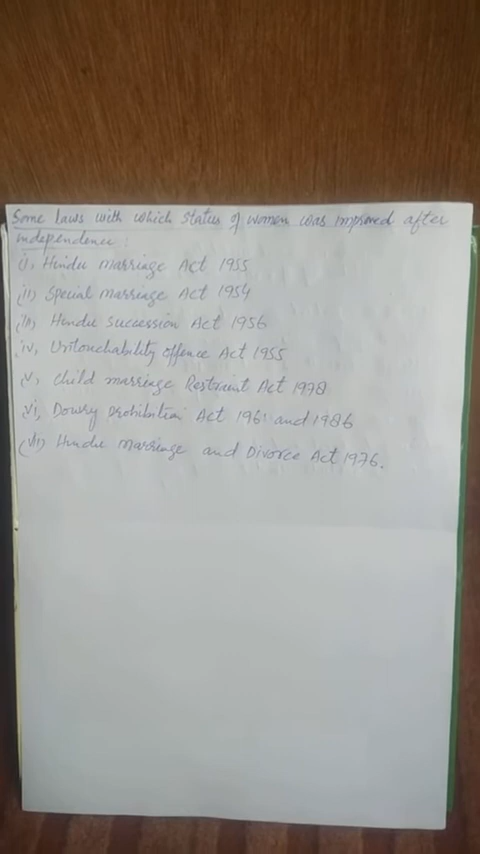 Some laws with which status of women was improved after
independence :
(i), Hindu marriage Act 1955
(ii) Special marriage Act 1954
(iii) Hindu Succession Act 1956
(iv, Untouchability offence Act 1955
(v), Child marriage Restraint Act 1978
(vi, Dowry prohibition Act 1961 and 1986
(vii) Hindu marriage and Divorce Act 1976.